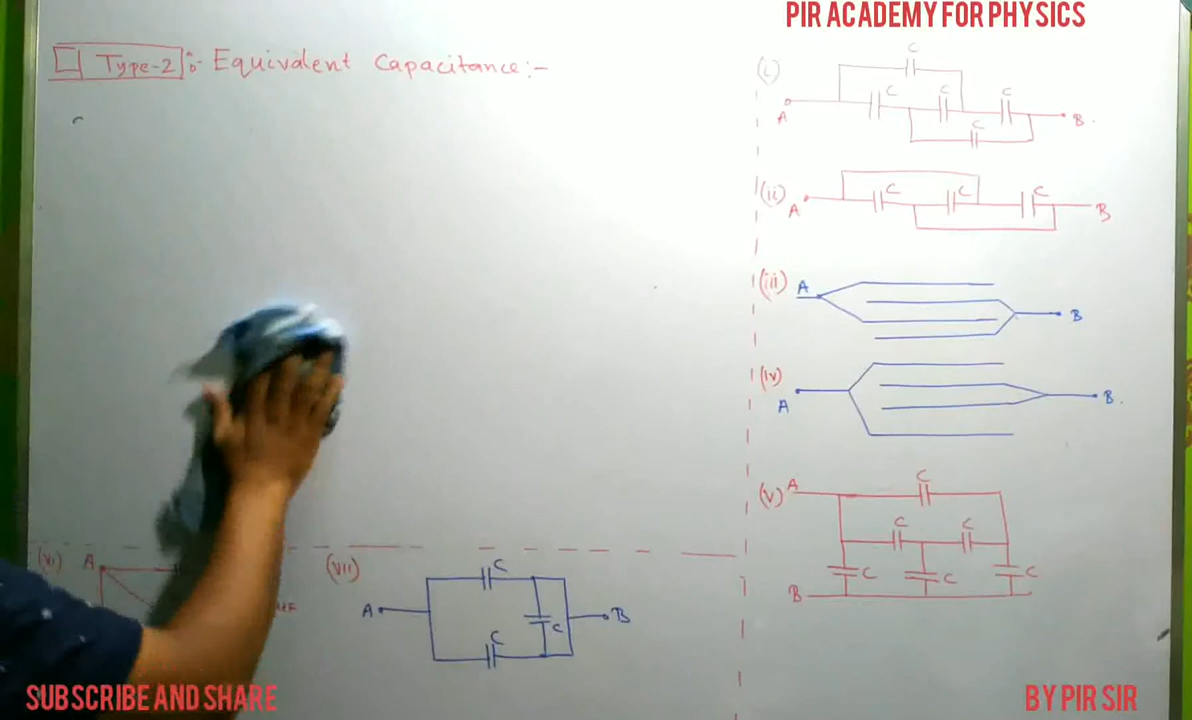 PIR ACADEMY FOR PHYSICS
Type-2 :- Equivalent Capacitance:-
(i)
C
C C C
A B.
C
(ii) C C C
A B
(iii) A
B
(iv)
A B.
(v) A C
C C
C C C
B
(vi) A
(vii) C
A B
C
C
SUBSCRIBE AND SHARE
BY PIR SIR